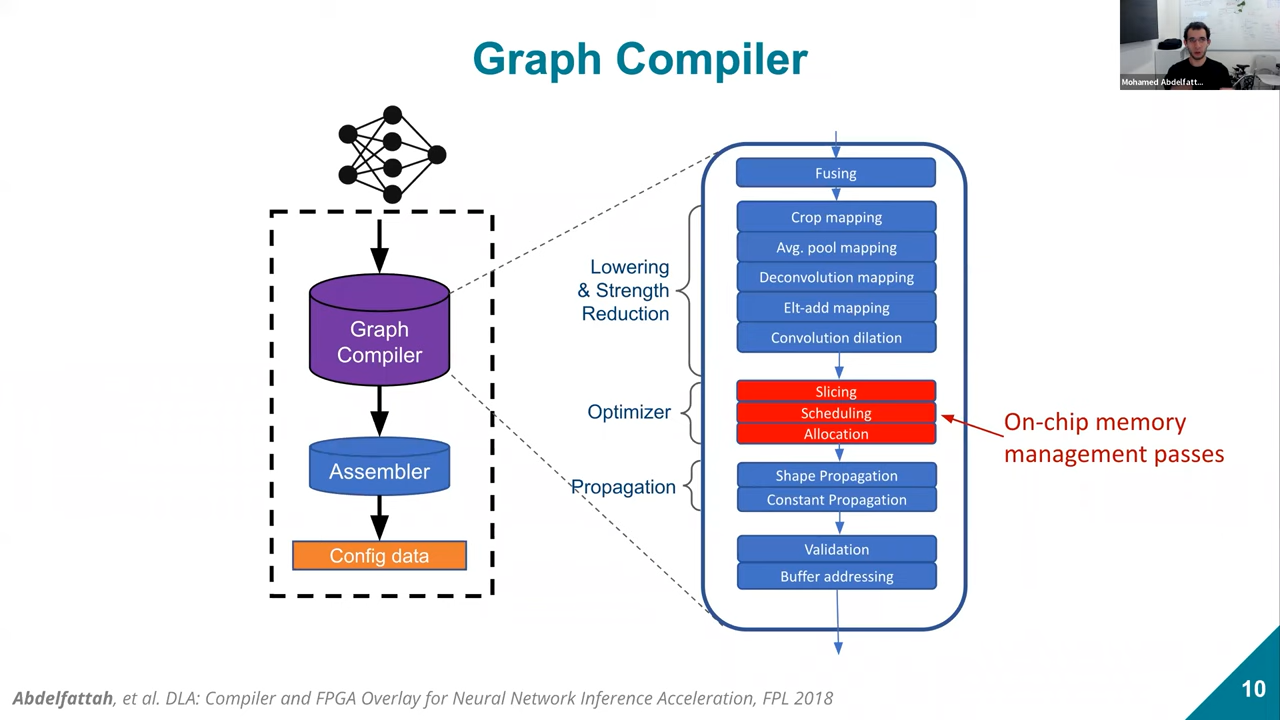 Graph Compiler
Mohamed Abdelfatt...
Graph
Compiler
Assembler
Config data
Lowering
& Strength
Reduction
Optimizer
Propagation
Fusing
Crop mapping
Avg. pool mapping
Deconvolution mapping
Elt-add mapping
Convolution dilation
Slicing
Scheduling
Allocation
Shape Propagation
Constant Propagation
Validation
Buffer addressing
On-chip memory
management passes
Abdelfattah, et al. DLA: Compiler and FPGA Overlay for Neural Network Inference Acceleration, FPL 2018
10